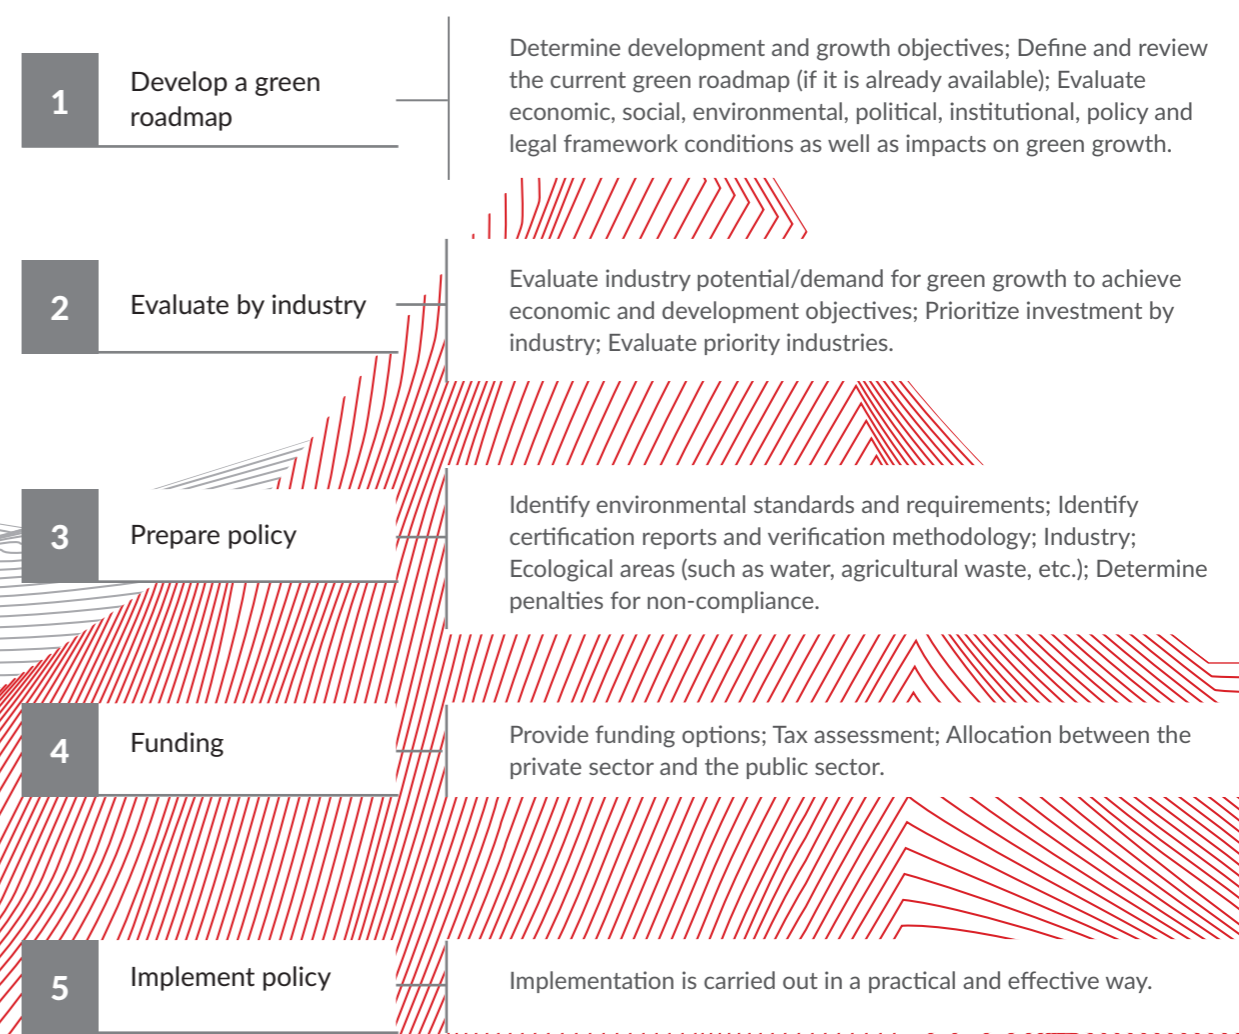 1
Develop a green
roadmap
Determine development and growth objectives; Define and review
the current green roadmap (if it is already available); Evaluate
economic, social, environmental, political, institutional, policy and
legal framework conditions as well as impacts on green growth.
2
Evaluate by industry
Evaluate industry potential/demand for green growth to achieve
economic and development objectives; Prioritize investment by
industry; Evaluate priority industries.
3
Prepare policy
Identify environmental standards and requirements; Identify
certification reports and verification methodology; Industry;
Ecological areas (such as water, agricultural waste, etc.); Determine
penalties for non-compliance.
4
Funding
Provide funding options; Tax assessment; Allocation between the
private sector and the public sector.
5
Implement policy
Implementation is carried out in a practical and effective way.